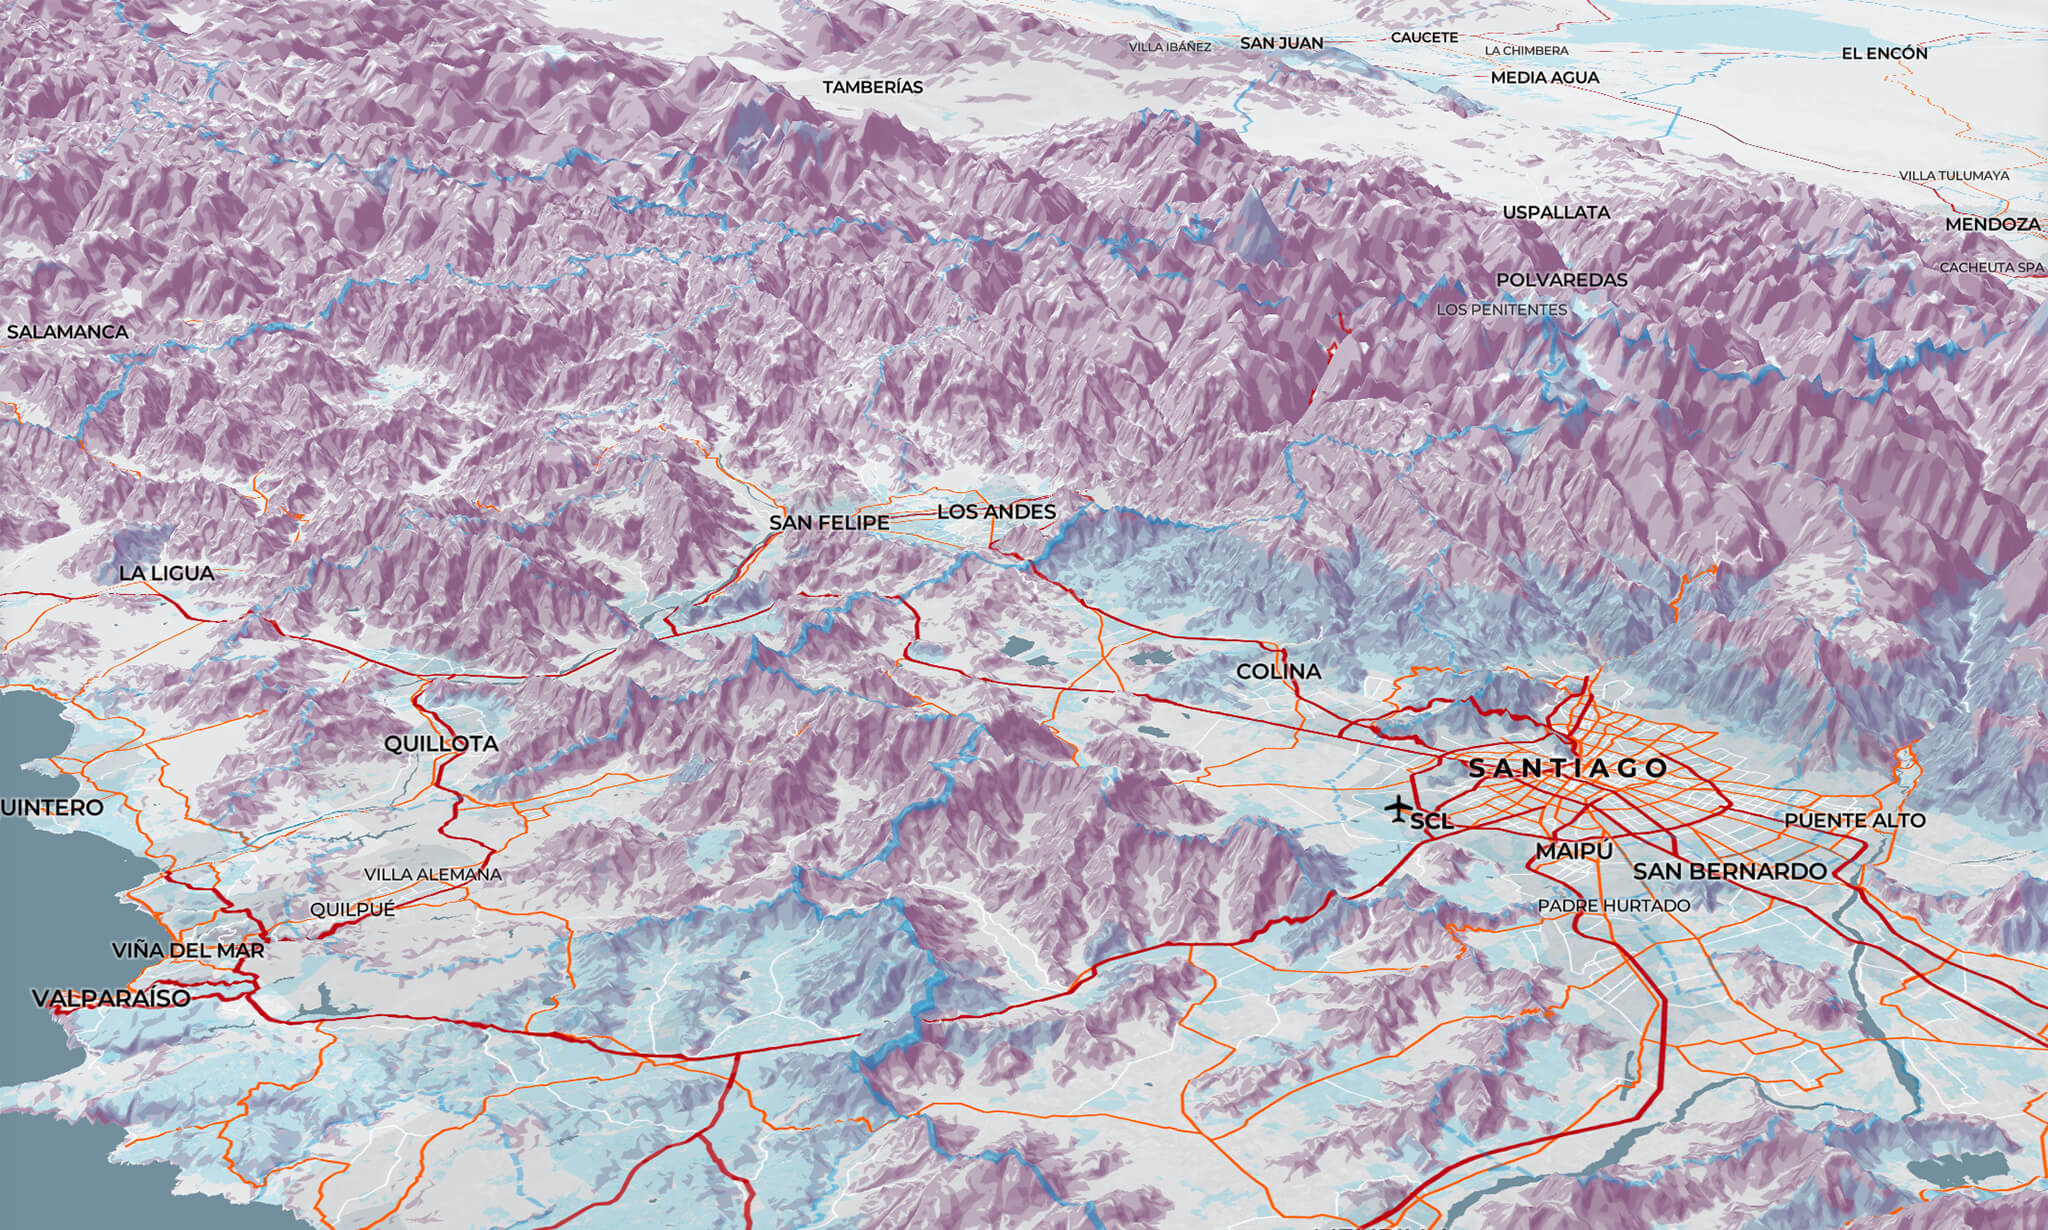 VILLA IBÁÑEZ
SAN JUAN
CAUCETE
LA CHIMBERA
EL ENCÓN
MEDIA AGUA
TAMBERÍAS
VILLA TULUMAYA
USPALLATA
MENDOZA
CACHEUTA SPA
POLVAREDAS
LOS PENITENTES
SALAMANCA
SAN FELIPE
LOS ANDES
LA LIGUA
COLINA
QUILLOTA
SANTIAGO
UINTERO
SCL
PUENTE ALTO
MAIPÚ
SAN BERNARDO
VILLA ALEMANA
QUILPUÉ
PADRE HURTADO
VIÑA DEL MAR
VALPARAÍSO